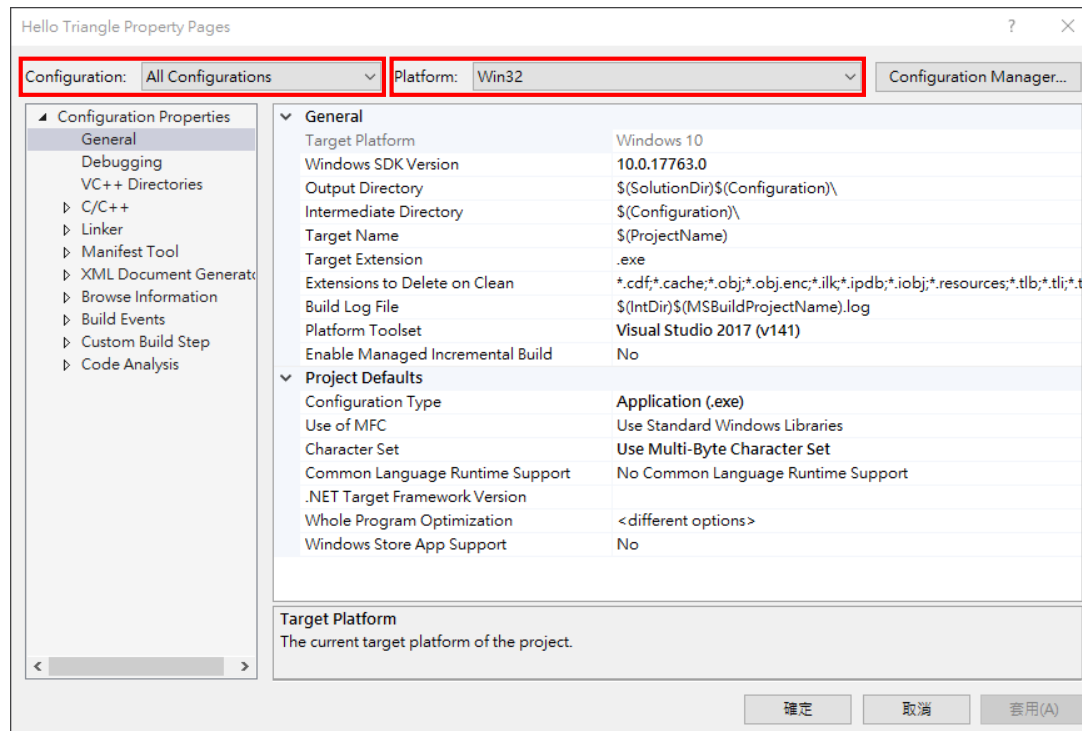 Hello Triangle Property Pages
Configuration: All Configurations Platform: Win32 Configuration Manager...
Configuration Properties
General
Debugging
VC++ Directories
C/C++
Linker
Manifest Tool
XML Document Generato
Browse Information
Build Events
Custom Build Step
Code Analysis
General
Target Platform Windows 10
Windows SDK Version 10.0.17763.0
Output Directory $(SolutionDir)$(Configuration)\
Intermediate Directory $(Configuration)\
Target Name $(ProjectName)
Target Extension .exe
Extensions to Delete on Clean *.cdf;*.cache;*.obj;*.obj.enc;*.ilk;*.ipdb;*.iobj;*.resources;*.tlb;*.tli;*.t
Build Log File $(IntDir)$(MSBuildProjectName).log
Platform Toolset Visual Studio 2017 (v141)
Enable Managed Incremental Build No
Project Defaults
Configuration Type Application (.exe)
Use of MFC Use Standard Windows Libraries
Character Set Use Multi-Byte Character Set
Common Language Runtime Support No Common Language Runtime Support
.NET Target Framework Version
Whole Program Optimization <different options>
Windows Store App Support No
Target Platform
The current target platform of the project.
確定 取消 套用(A)